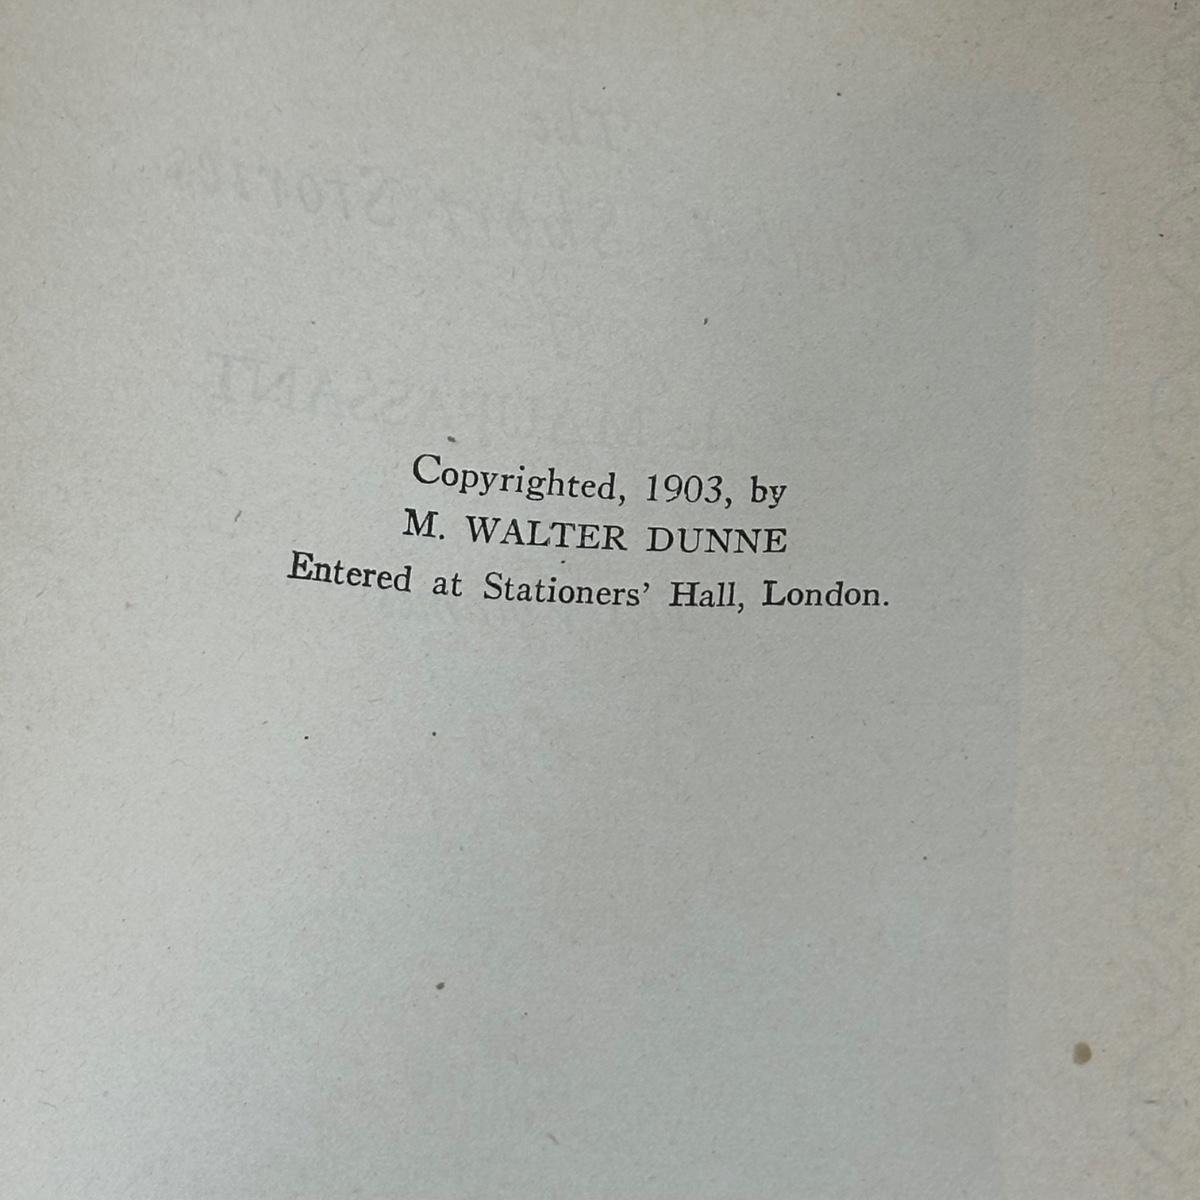 Copyrighted, 1903, by
M. WALTER DUNNE
Entered at Stationers' Hall, London.